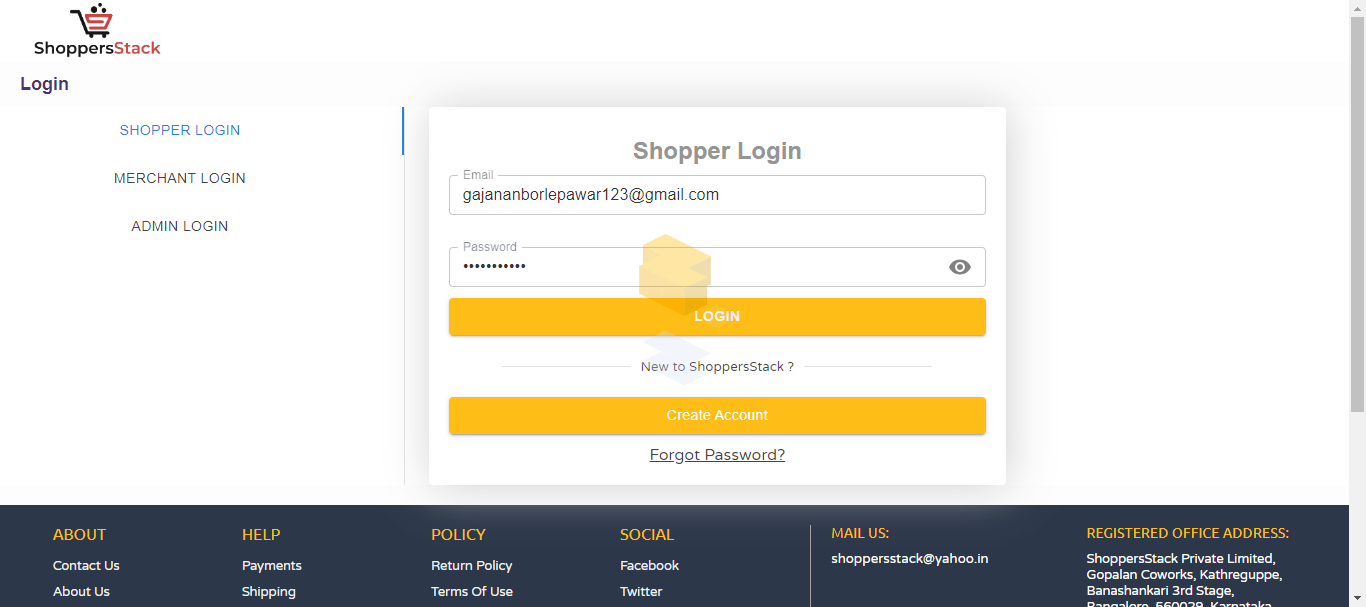 ShoppersStack
Login
SHOPPER LOGIN
MERCHANT LOGIN
ADMIN LOGIN
Shopper Login
Email
gajananborlepawar123@gmail.com
Password
•••••••••••
LOGIN
New to ShoppersStack ?
Create Account
Forgot Password?
ABOUT
Contact Us
About Us
HELP
Payments
Shipping
POLICY
Return Policy
Terms Of Use
SOCIAL
Facebook
Twitter
MAIL US:
shoppersstack@yahoo.in
REGISTERED OFFICE ADDRESS:
ShoppersStack Private Limited,
Gopalan Coworks, Kathreguppe,
Banashankari 3rd Stage,
Bangalore, 560029, Karnataka